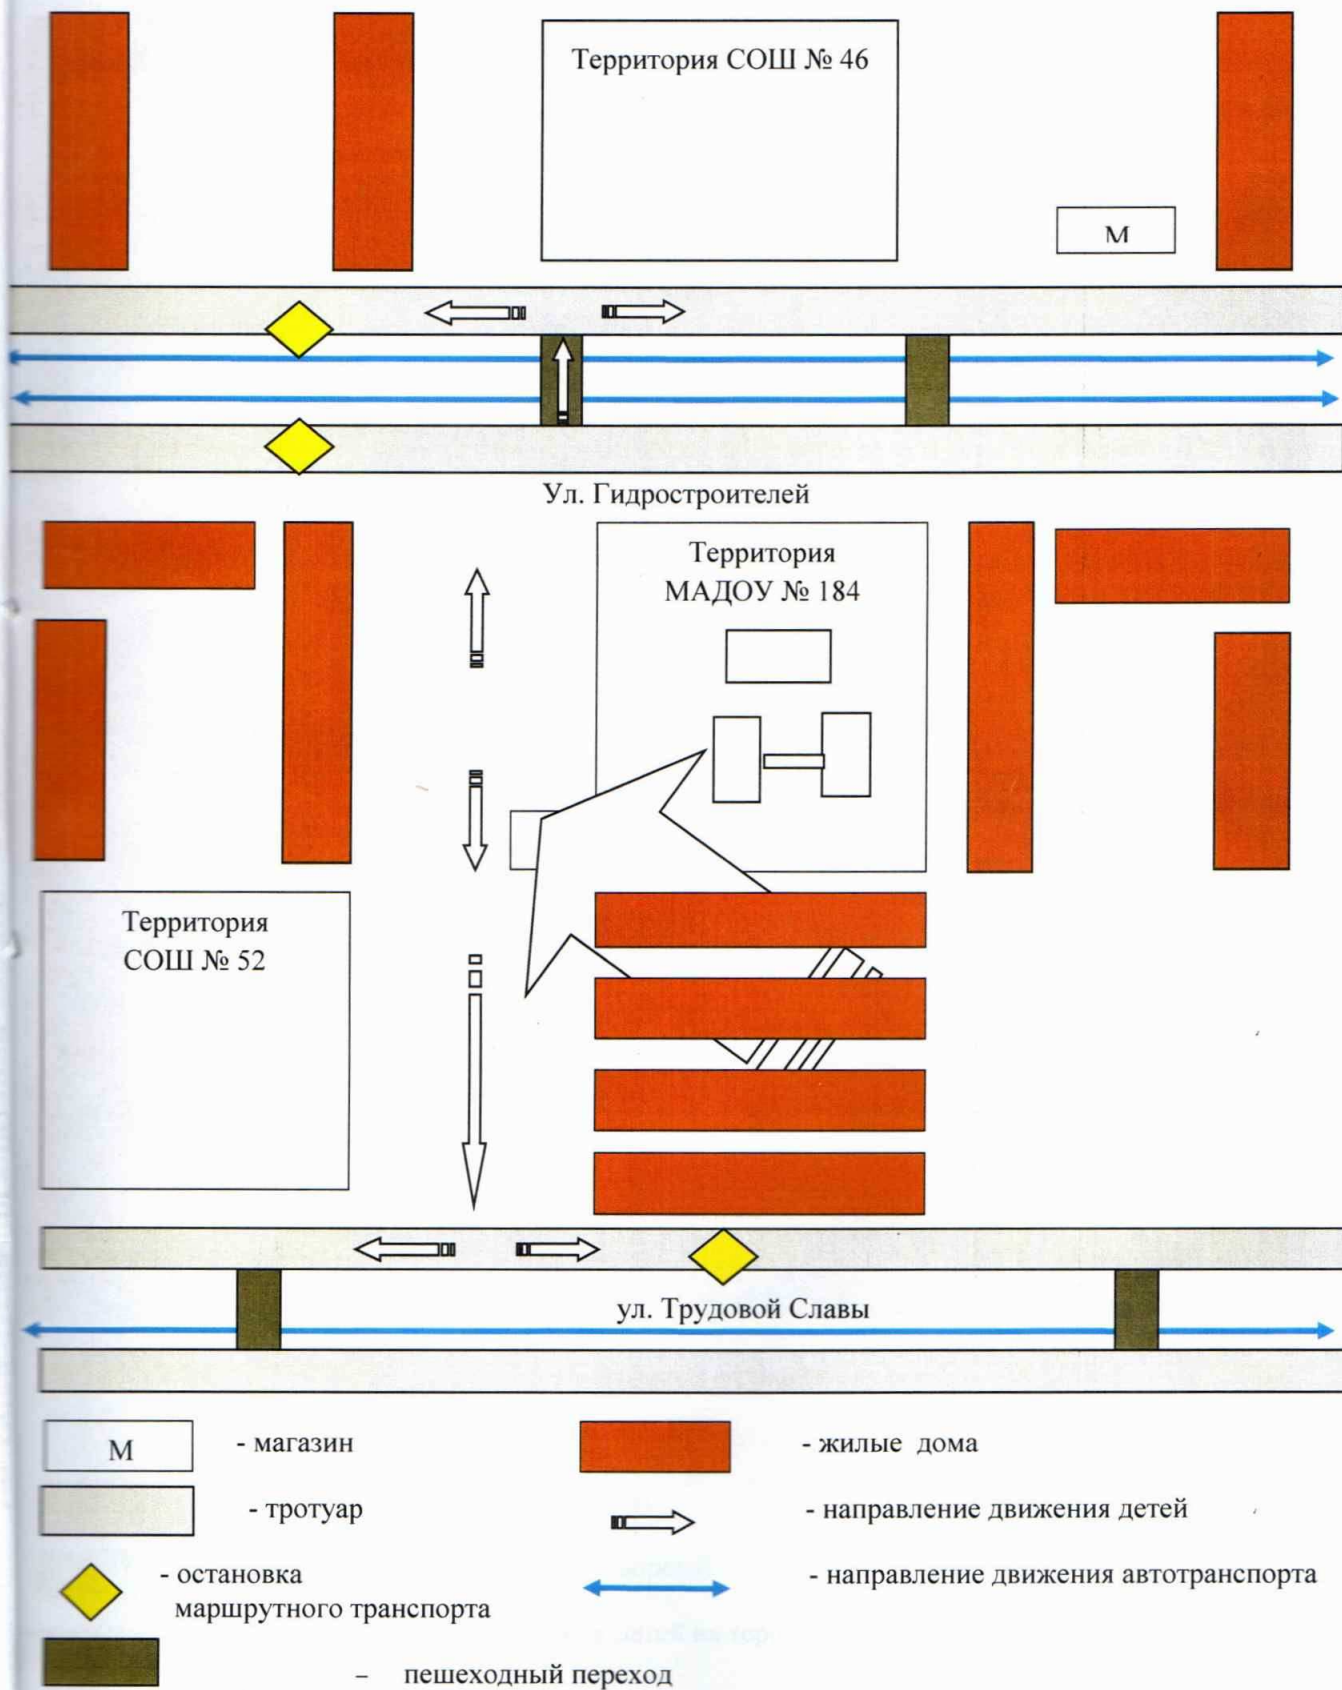 Территория СОШ № 46
М
Ул. Гидростроителей
Территория
МАДОУ № 184
Территория
СОШ № 52
ул. Трудовой Славы
М - магазин
- жилые дома
- тротуар
- направление движения детей
- остановка
маршрутного транспорта
- направление движения автотранспорта
– пешеходный переход